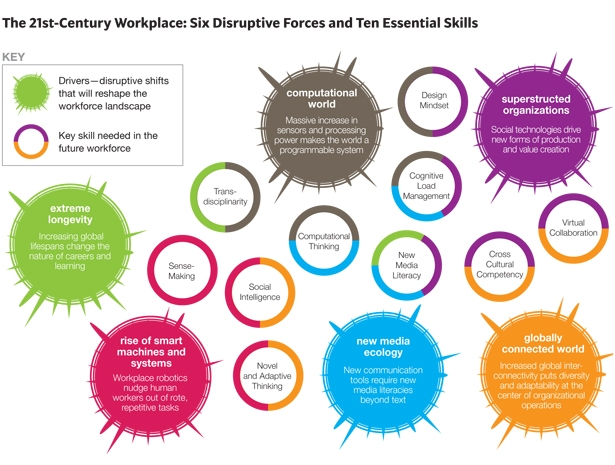 The 21st-Century Workplace: Six Disruptive Forces and Ten Essential Skills
KEY
Drivers—disruptive shifts
that will reshape the
workforce landscape
Key skill needed in the
future workforce
computational
world
Massive increase in
sensors and processing
power makes the world a
programmable system
Design
Mindset
superstructed
organizations
Social technologies drive
new forms of production
and value creation
Trans-
disciplinarity
Cognitive
Load
Management
extreme
longevity
Increasing global
lifespans change the
nature of careers and
learning
Computational
Thinking
Virtual
Collaboration
Sense-
Making
Social
Intelligence
New
Media
Literacy
Cross
Cultural
Competency
rise of smart
machines and
systems
Workplace robotics
nudge human
workers out of rote,
repetitive tasks
Novel
and Adaptive
Thinking
new media
ecology
New communication
tools require new
media literacies
beyond text
globally
connected world
Increased global inter-
connectivity puts diversity
and adaptability at the
center of organizational
operations